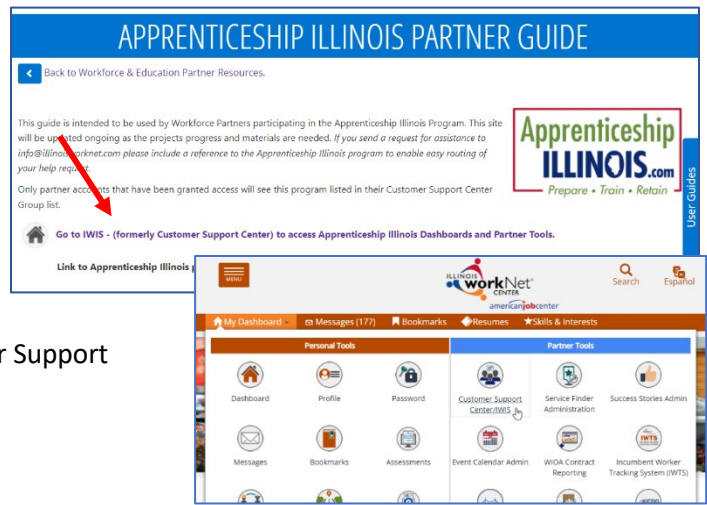 APPRENTICESHIP ILLINOIS PARTNER GUIDE
Back to Workforce & Education Partner Resources.
This guide is intended to be used by Workforce Partners participating in the Apprenticeship Illinois Program. This site
will be updated ongoing as the projects progress and materials are needed. If you send a request for assistance to
info@illinoisworknet.com please include a reference to the Apprenticeship Illinois program to enable easy routing of
your help request.
Only partner accounts that have been granted access will see this program listed in their Customer Support Center
Group list.
Apprenticeship
ILLINOIS.com
Prepare • Train • Retain
User Guides
Go to IWIS - (formerly Customer Support Center) to access Apprenticeship Illinois Dashboards and Partner Tools.
Link to Apprenticeship Illinois
r Support
MENU
ILLINOIS
workNet
CENTER
americanjobcenter
Search
Español
My Dashboard
Messages (177)
Bookmarks
Resumes
Skills & Interests
Personal Tools
Partner Tools
Dashboard
Profile
Password
Customer Support
Center/IWIS
Service Finder
Administration
Success Stories Admin
Messages
Bookmarks
Assessments
Event Calendar Admin
WIOA Contract
Reporting
IWTS
Incumbent Worker
Tracking System (IWTS)